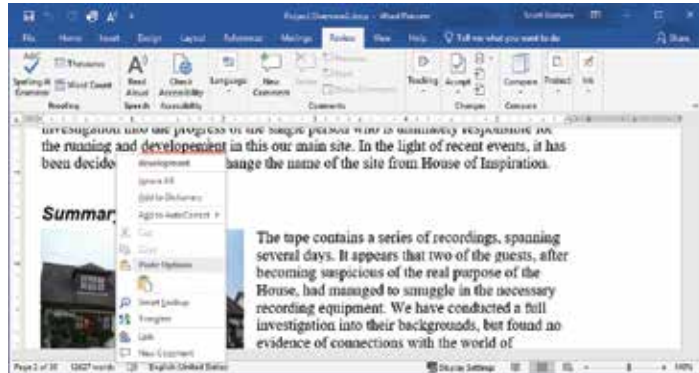 File Home Insert Design Layout References Mailings Review View Help Tell me what you want to do Share
ABC
Spelling & Grammar
Thesaurus
Word Count
Read Aloud
Check Accessibility
Language
New Comment
Tracking
Accept
Compare
Protect
Ink
Proofing Speech Accessibility Comments Changes Compare
investigation into the progress of the single person who is ultimately responsible for
the running and developement in this our main site. In the light of recent events, it has
been decide
hange the name of the site from House of Inspiration.
development
Ignore All
Add to Dictionary
Add to AutoCorrect
Cut
Copy
Paste Options
Smart Lookup
Translate
Link
New Comment
Summar
The tape contains a series of recordings, spanning
several days. It appears that two of the guests, after
becoming suspicious of the real purpose of the
House, had managed to smuggle in the necessary
recording equipment. We have conducted a full
investigation into their backgrounds, but found no
evidence of connections with the world of
Page 2 of 30 12627 words English (United States) Display Settings 100%